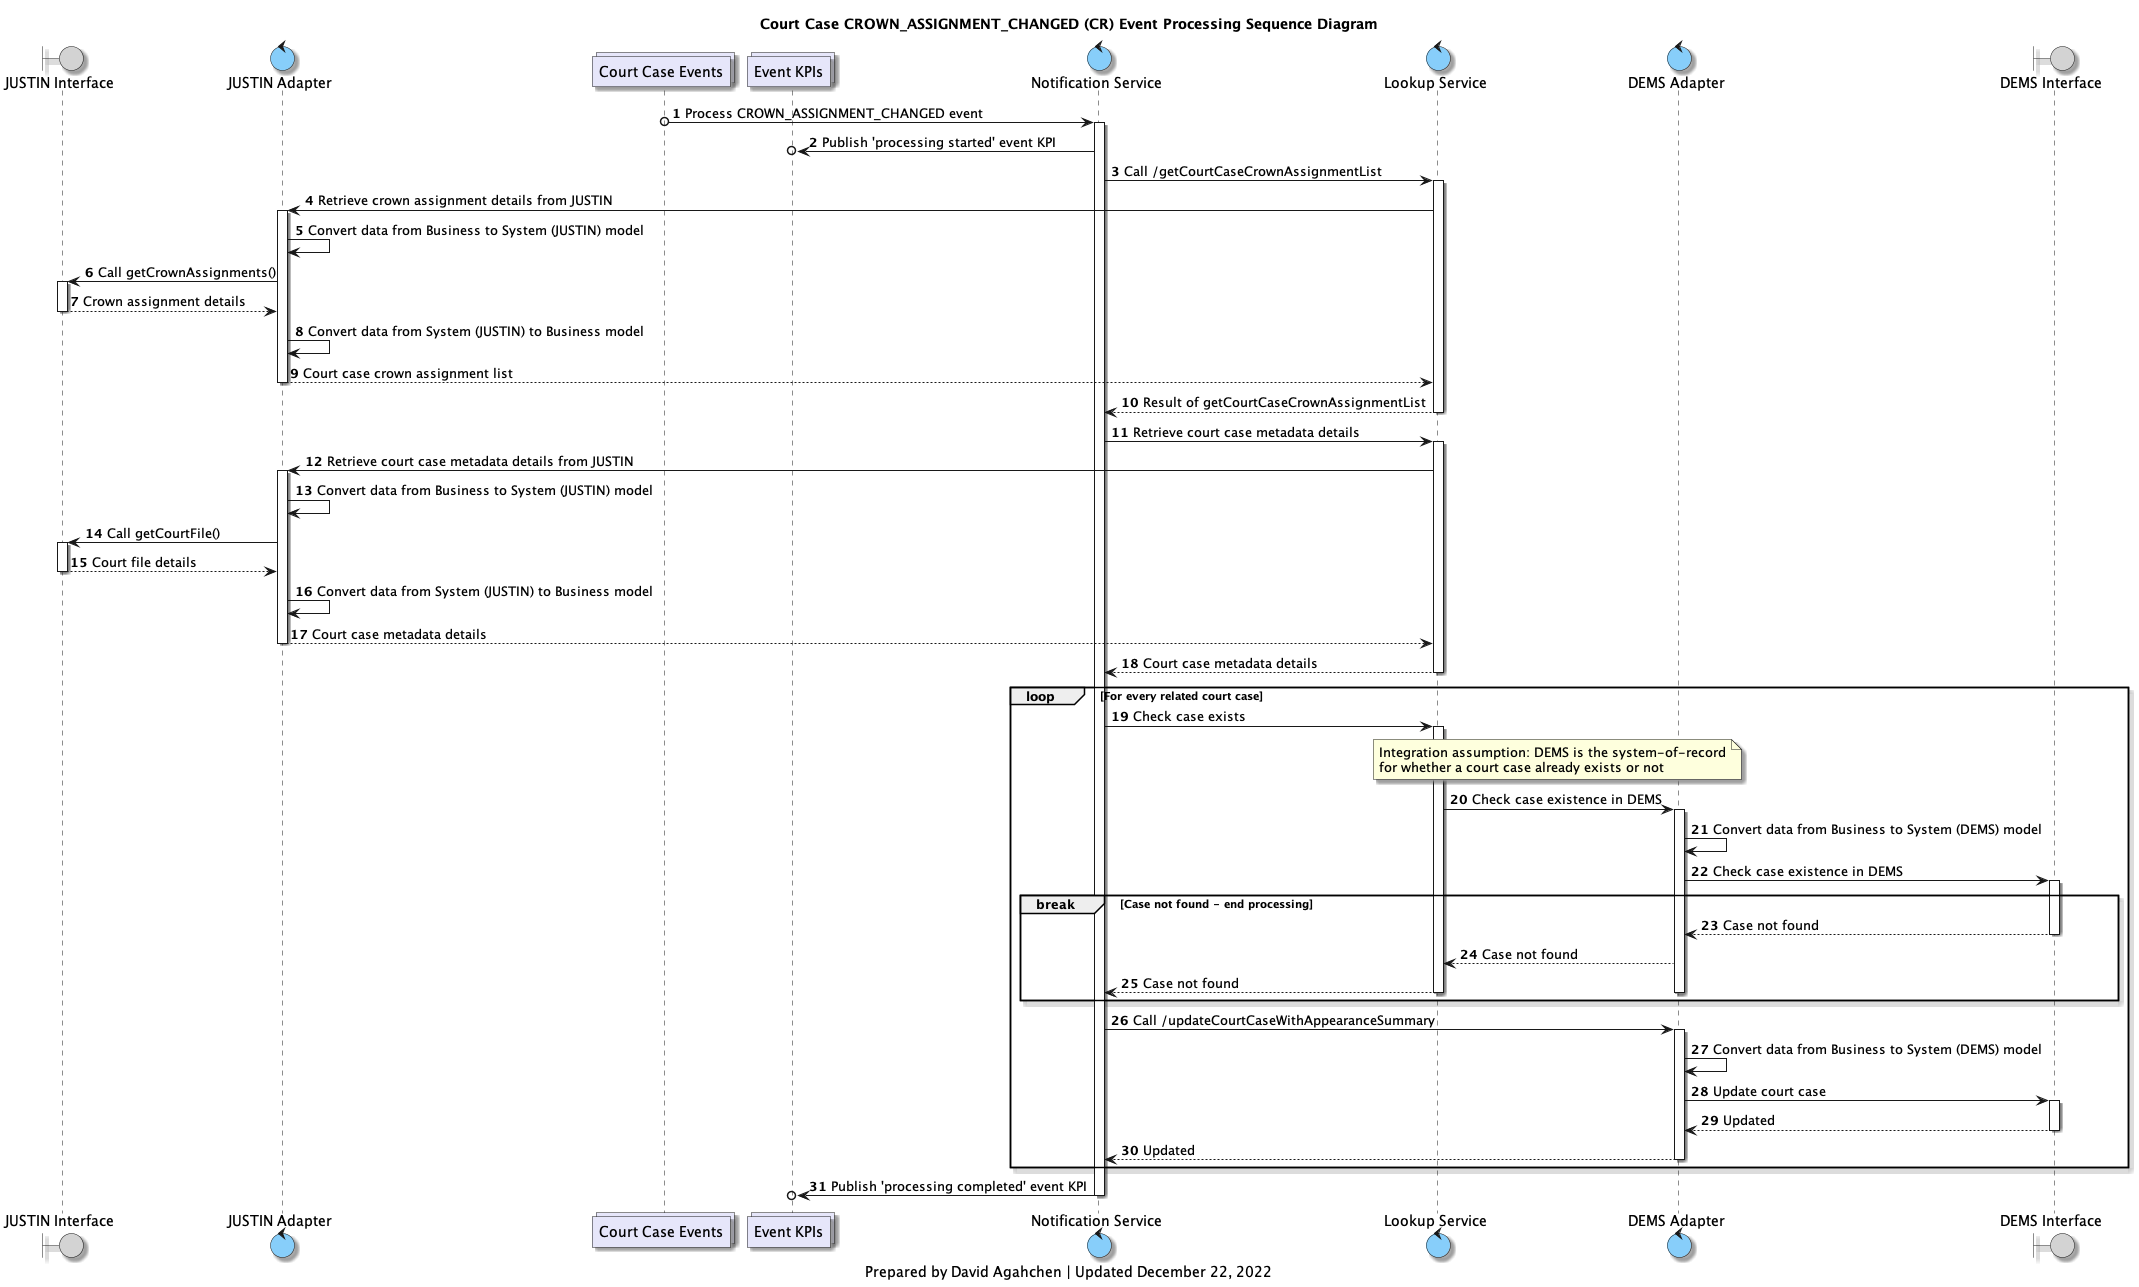 Court Case CROWN_ASSIGNMENT_CHANGED (CR) Event Processing Sequence Diagram
JUSTIN Interface
JUSTIN Adapter
Court Case Events
Event KPIs
Notification Service
Lookup Service
DEMS Adapter
DEMS Interface
1 Process CROWN_ASSIGNMENT_CHANGED event
2 Publish 'processing started' event KPI
3 Call /getCourtCaseCrownAssignmentList
4 Retrieve crown assignment details from JUSTIN
5 Convert data from Business to System (JUSTIN) model
6 Call getCrownAssignments()
7 Crown assignment details
8 Convert data from System (JUSTIN) to Business model
9 Court case crown assignment list
10 Result of getCourtCaseCrownAssignmentList
11 Retrieve court case metadata details
12 Retrieve court case metadata details from JUSTIN
13 Convert data from Business to System (JUSTIN) model
14 Call getCourtFile()
15 Court file details
16 Convert data from System (JUSTIN) to Business model
17 Court case metadata details
18 Court case metadata details
loop [For every related court case]
19 Check case exists
Integration assumption: DEMS is the system-of-record
for whether a court case already exists or not
20 Check case existence in DEMS
21 Convert data from Business to System (DEMS) model
22 Check case existence in DEMS
break [Case not found - end processing]
23 Case not found
24 Case not found
25 Case not found
26 Call /updateCourtCaseWithAppearanceSummary
27 Convert data from Business to System (DEMS) model
28 Update court case
29 Updated
30 Updated
31 Publish 'processing completed' event KPI
JUSTIN Interface
JUSTIN Adapter
Court Case Events
Event KPIs
Notification Service
Lookup Service
DEMS Adapter
DEMS Interface
Prepared by David Agahchen | Updated December 22, 2022